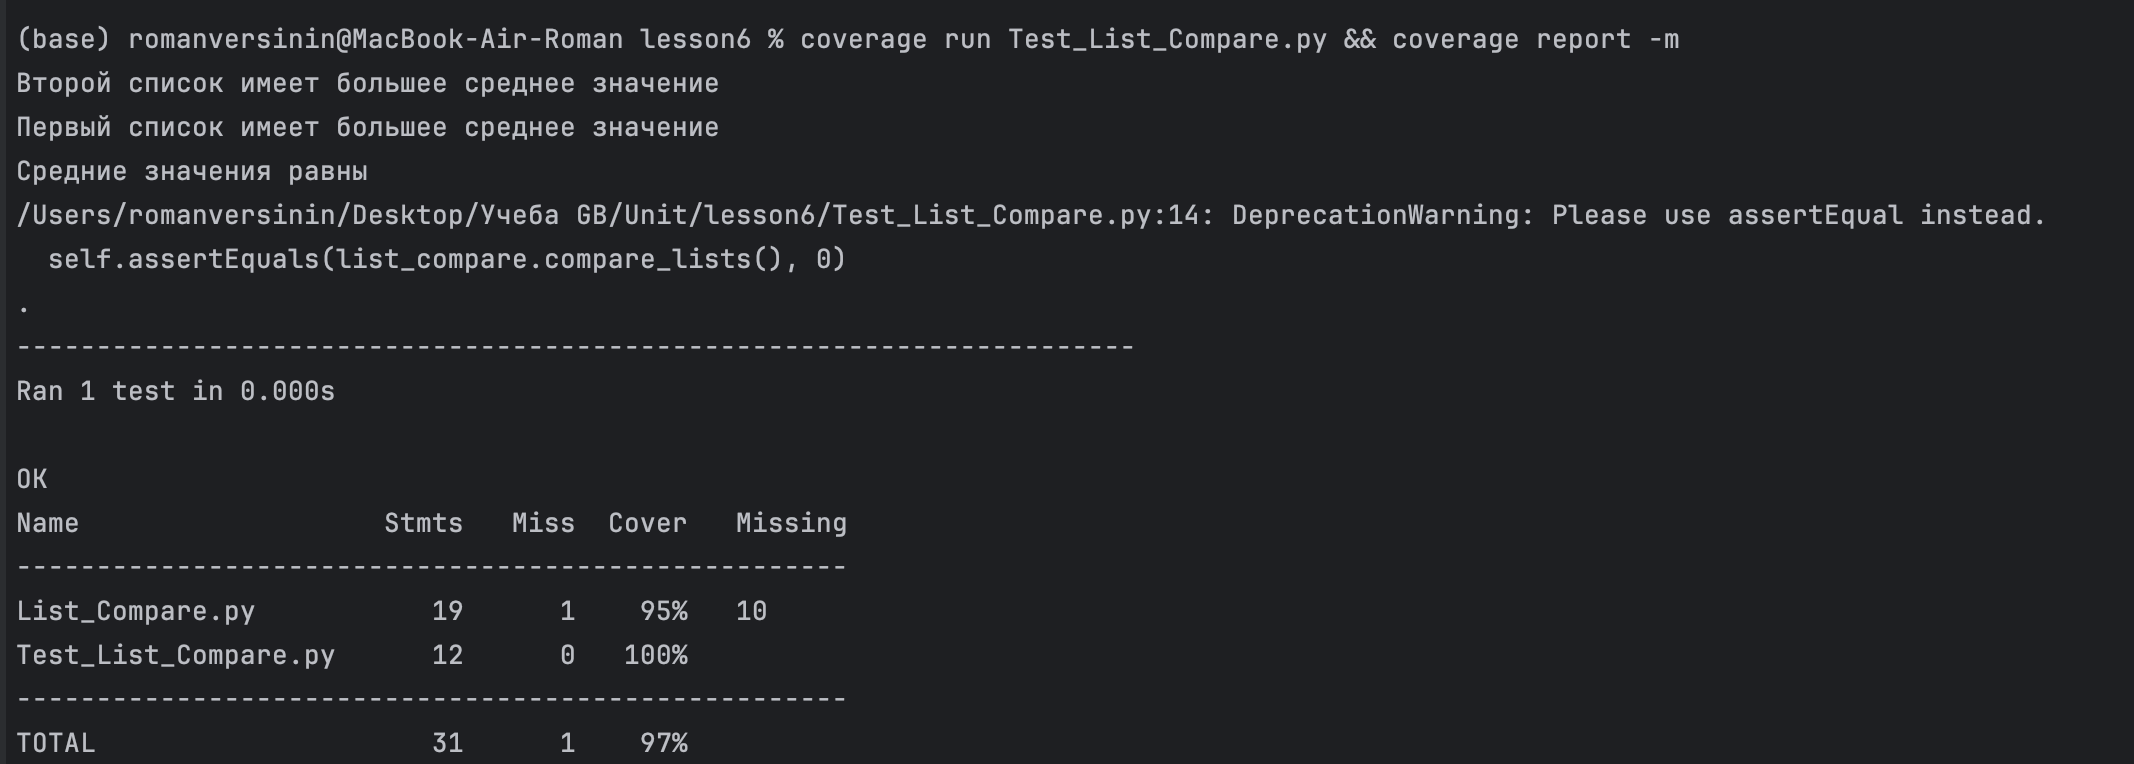 (base) romanversinin@MacBook-Air-Roman lesson6 % coverage run Test_List_Compare.py && coverage report -m
Второй список имеет большее среднее значение
Первый список имеет большее среднее значение
Средние значения равны
/Users/romanversinin/Desktop/Учеба GB/Unit/lesson6/Test_List_Compare.py:14: DeprecationWarning: Please use assertEqual instead.
  self.assertEquals(list_compare.compare_lists(), 0)
.
----------------------------------------------------------------------
Ran 1 test in 0.000s

OK
Name                   Stmts   Miss  Cover   Missing
----------------------------------------------------
List_Compare.py           19      1    95%   10
Test_List_Compare.py      12      0   100%
----------------------------------------------------
TOTAL                     31      1    97%